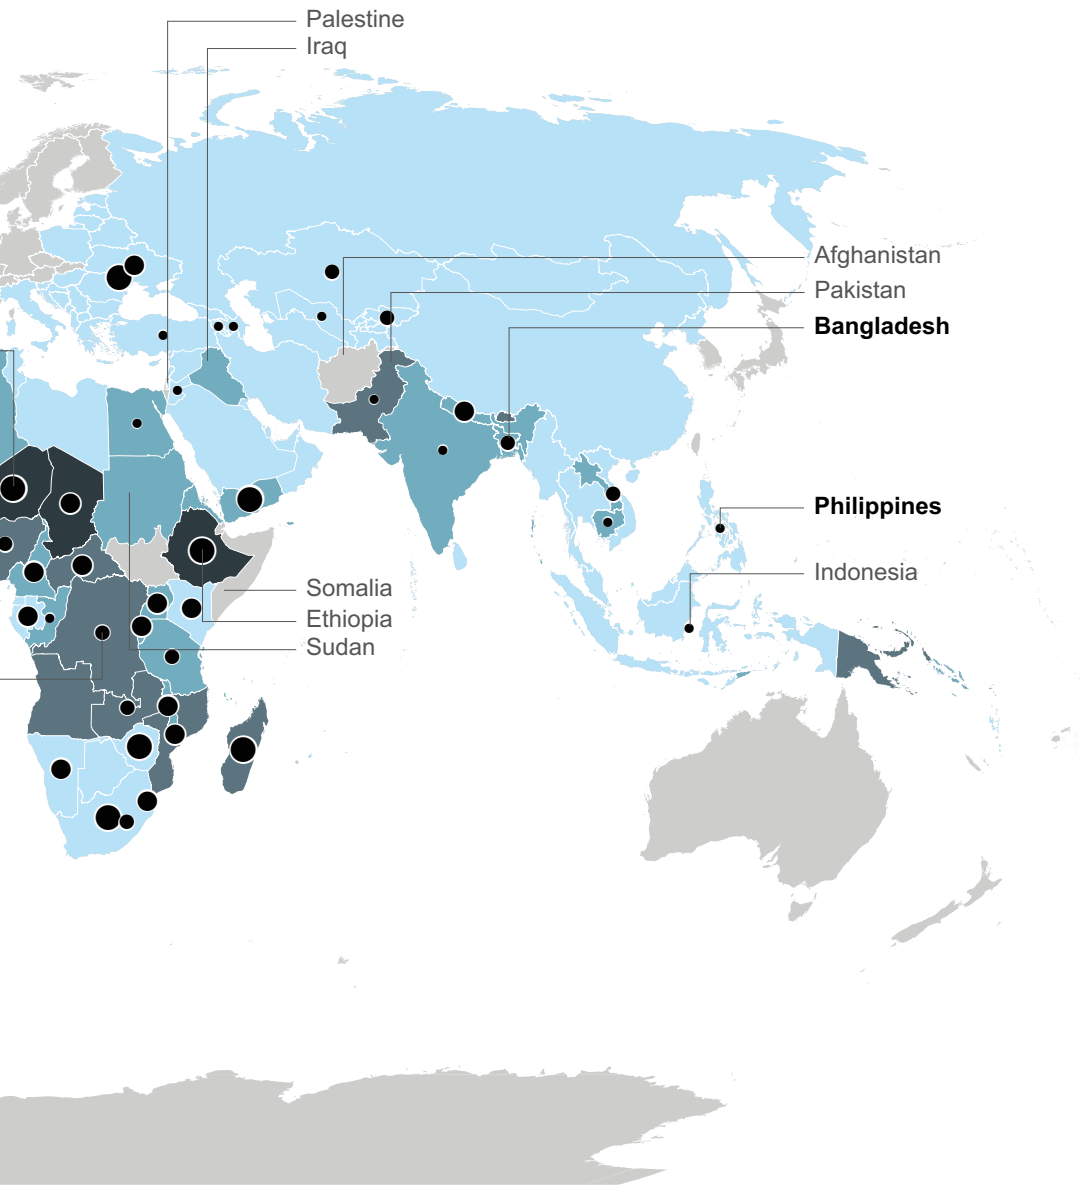 Palestine
Iraq
Afghanistan
Pakistan
Bangladesh
Philippines
Indonesia
Somalia
Ethiopia
Sudan